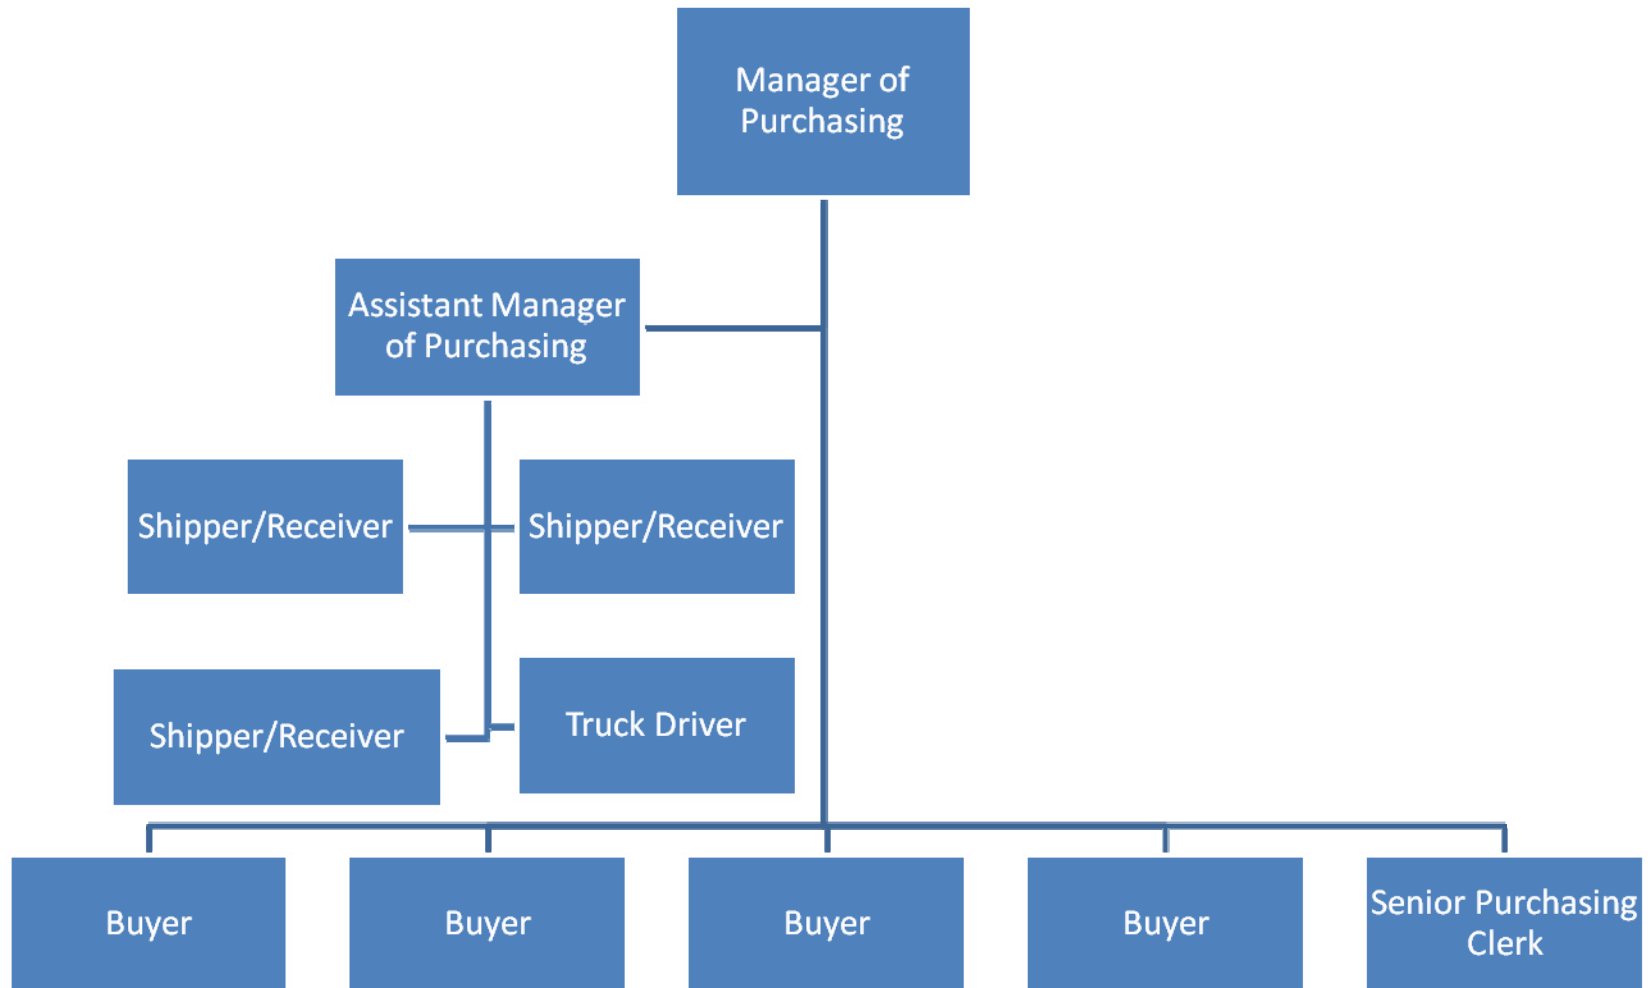 Manager of
Purchasing
Assistant Manager
of Purchasing
Shipper/Receiver
Shipper/Receiver
Shipper/Receiver
Truck Driver
Buyer
Buyer
Buyer
Buyer
Senior Purchasing
Clerk